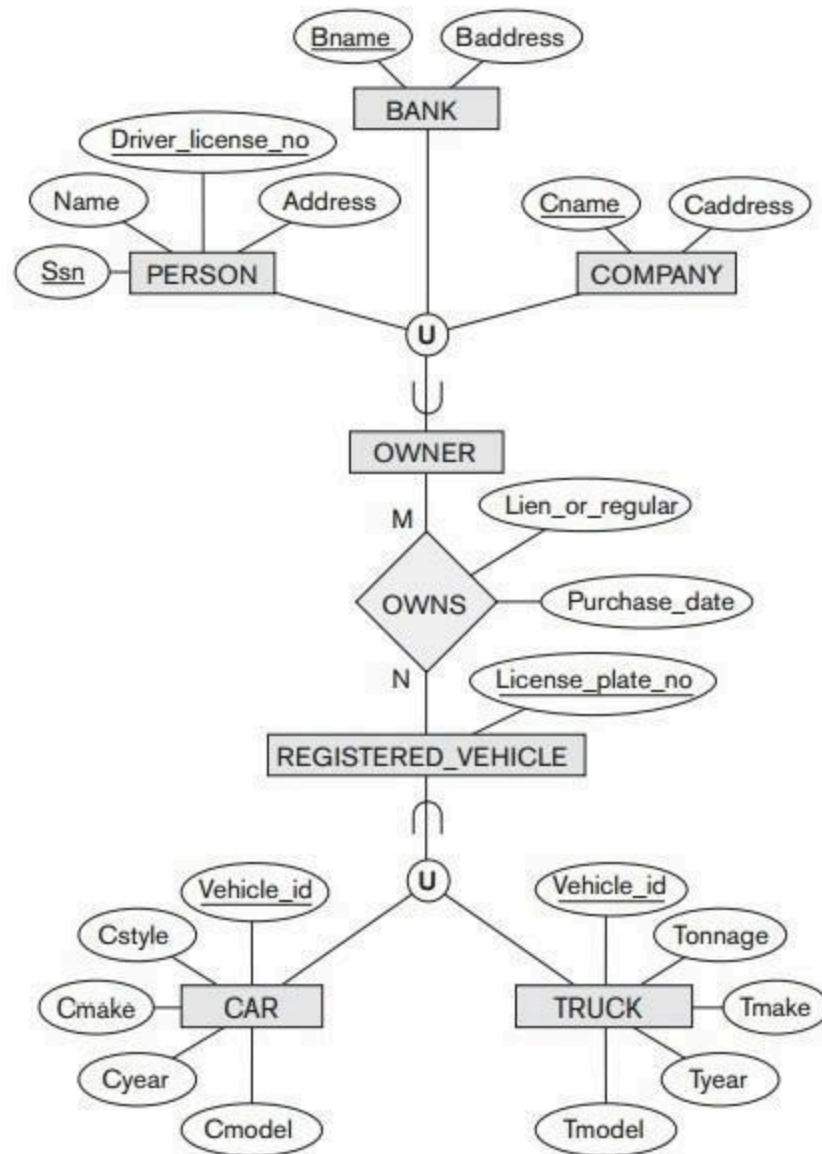 Bname
Baddress
BANK
Driver_license_no
Name
Address
Ssn
PERSON
Cname
Caddress
COMPANY
U
OWNER
M
Lien_or_regular
OWNS
Purchase_date
N
License_plate_no
REGISTERED_VEHICLE
U
Vehicle_id
Cstyle
Cmake
CAR
Cyear
Cmodel
Vehicle_id
Tonnage
TRUCK
Tmake
Tyear
Tmodel